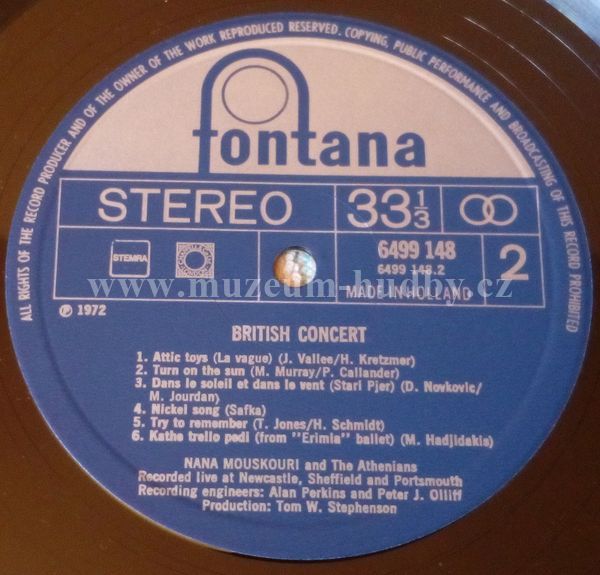 ALL RIGHTS OF THE RECORD PRODUCER AND OF THE OWNER OF THE WORK REPRODUCED RESERVED. COPYING, PUBLIC PERFORMANCE AND BROADCASTING OF THIS RECORD PROHIBITED
fontana
STEREO 33 1/3
STEMRA
6499 148
6499 148.2
2
MADE IN HOLLAND
www.muzeum-hudby.cz
℗ 1972
BRITISH CONCERT
1. Attic toys (La vague) (J. Vallee/H. Kretzmer)
2. Turn on the sun (M. Murray/P. Callander)
3. Dans le soleil et dans le vent (Stari Pjer) (D. Novkovic/
M. Jourdan)
4. Nickel song (Safka)
5. Try to remember (T. Jones/H. Schmidt)
6. Kathe trello pedi (from "Erimia" ballet) (M. Hadjidakis)
NANA MOUSKOURI and The Athenians
Recorded live at Newcastle, Sheffield and Portsmouth
Recording engineers: Alan Perkins and Peter J. Olliff
Production: Tom W. Stephenson